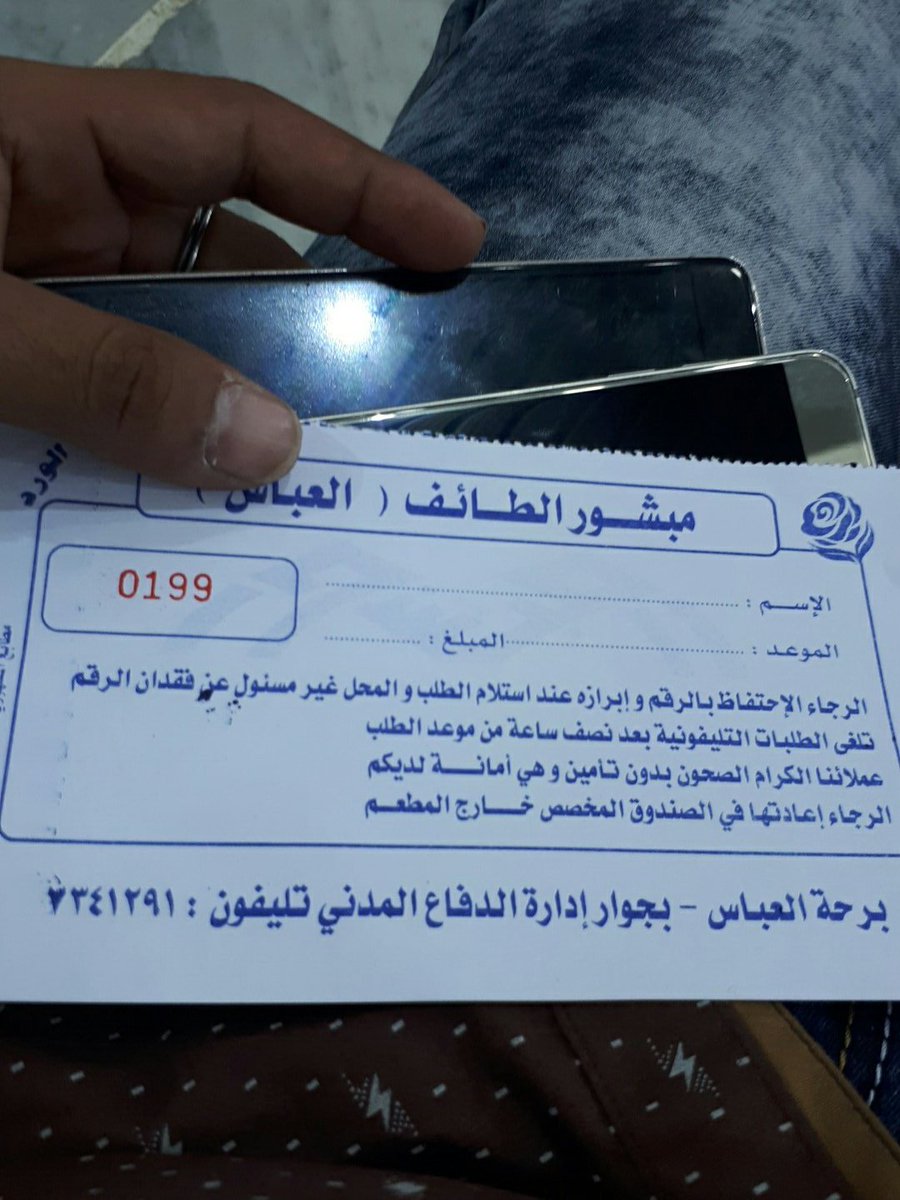 مبشور الطائف ( العباس )
الورد
0199
الإسم :
الموعد : المبلغ :
الرجاء الإحتفاظ بالرقم و إبرازه عند استلام الطلب و المحل غير مسئول عن فقدان الرقم
تلغى الطلبات التليفونية بعد نصف ساعة من موعد الطلب
عملائنا الكرام الصحون بدون تأمين و هي أمانة لديكم
الرجاء إعادتها في الصندوق المخصص خارج المطعم
برحة العباس - بجوار إدارة الدفاع المدني تليفون : ٧٣٤١٢٩١